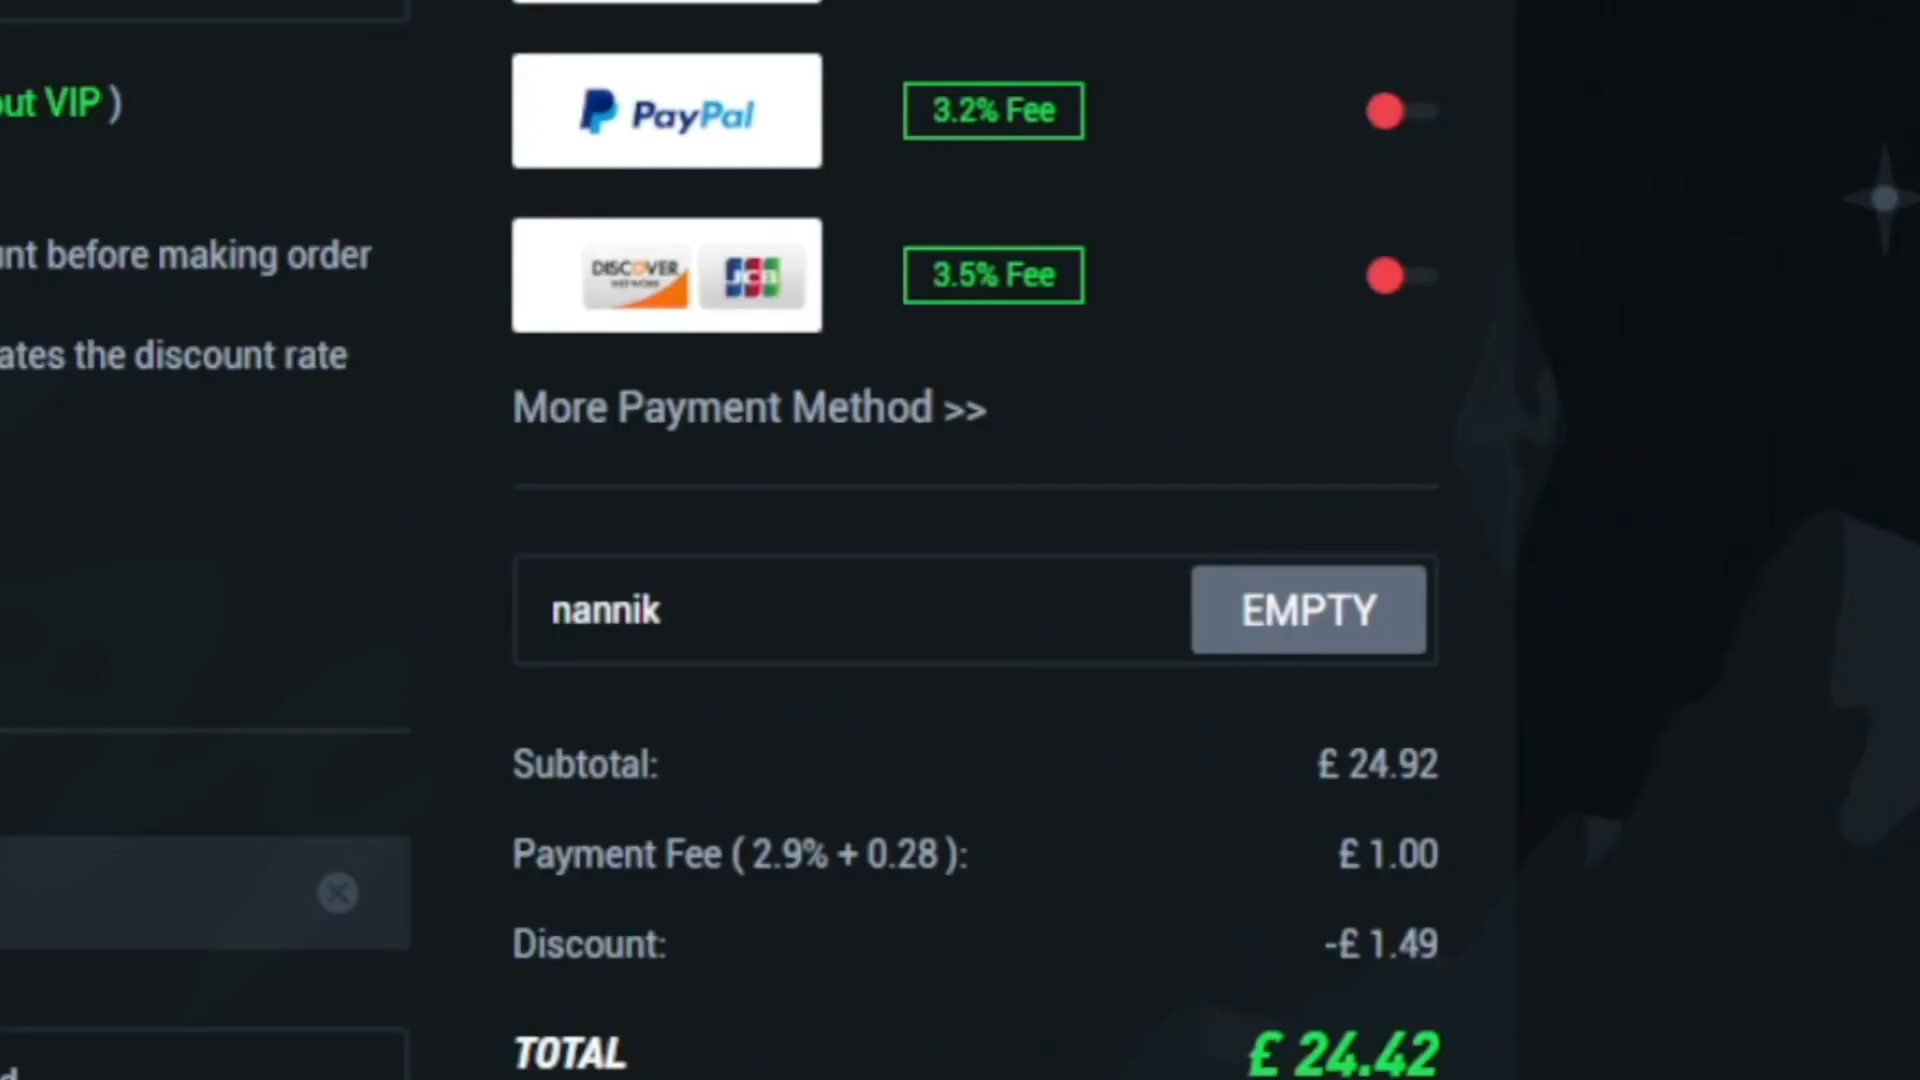 out VIP )
nt before making order
ates the discount rate
PayPal
3.2% Fee
DISCOVER
NETWORK
JCB
3.5% Fee
More Payment Method >>
nannik
EMPTY
Subtotal:
£ 24.92
Payment Fee ( 2.9% + 0.28 ):
£ 1.00
Discount:
-£ 1.49
TOTAL
£ 24.42